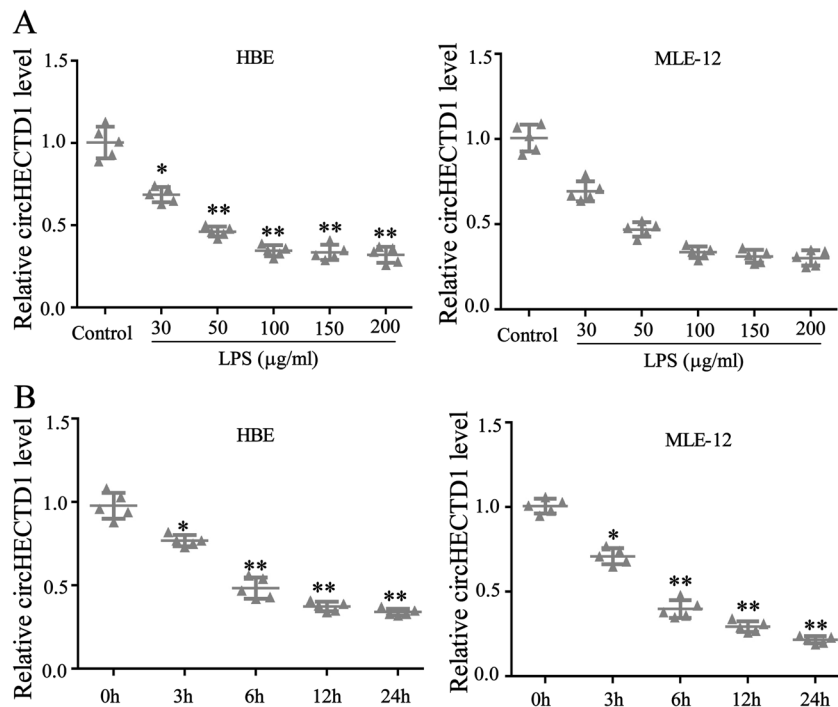 A
HBE
Relative circHECTD1 level
1.5
1.0
0.5
0.0
* ** ** ** **
Control 30 50 100 150 200
LPS (μg/ml)
MLE-12
Relative circHECTD1 level
1.5
1.0
0.5
0.0
Control 30 50 100 150 200
LPS (μg/ml)
B
HBE
Relative circHECTD1 level
1.5
1.0
0.5
0.0
* ** ** **
0h 3h 6h 12h 24h
MLE-12
Relative circHECTD1 level
1.5
1.0
0.5
0.0
* ** ** **
0h 3h 6h 12h 24h